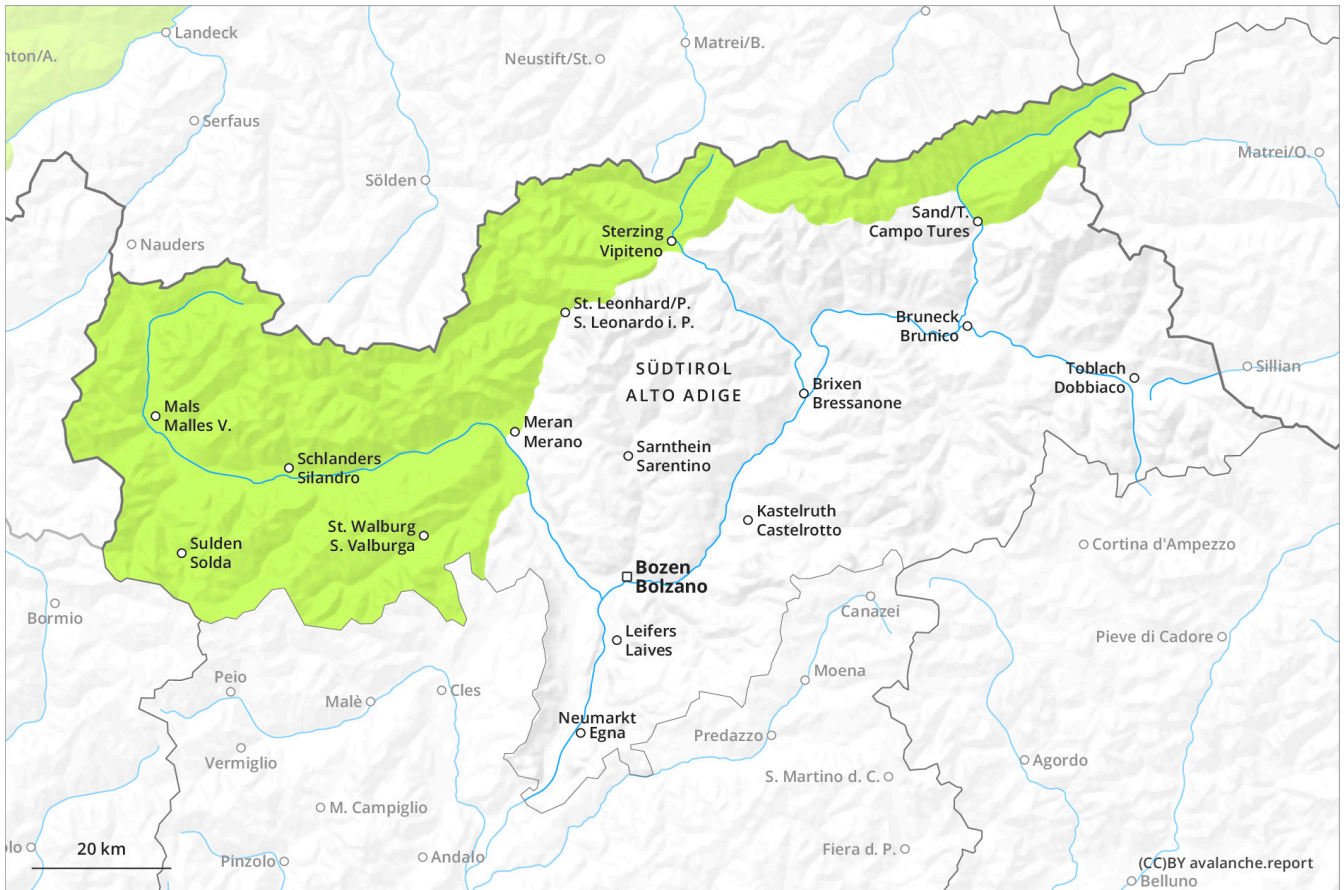 Landeck
Matrei/B.
Neustift/St.
nton/A.
Serfaus
Matrei/O.
Sölden
Sand/T.
Campo Tures
Sterzing
Vipiteno
Nauders
St. Leonhard/P.
S. Leonardo i. P.
Bruneck
Brunico
SÜDTIROL
ALTO ADIGE
Toblach
Dobbiaco
Sillian
Brixen
Bressanone
Mals
Malles V.
Meran
Merano
Sarnthein
Sarentino
Schlanders
Silandro
Kastelruth
Castelrotto
St. Walburg
S. Valburga
Sulden
Solda
Cortina d'Ampezzo
Bozen
Bolzano
Bormio
Canazei
Leifers
Laives
Pieve di Cadore
Peio
Moena
Malè
Cles
Neumarkt
Egna
Predazzo
Vermiglio
Agordo
S. Martino d. C.
M. Campiglio
lo
20 km
Pinzolo
Andalo
Fiera d. P.
(CC)BY avalanche.report
Belluno